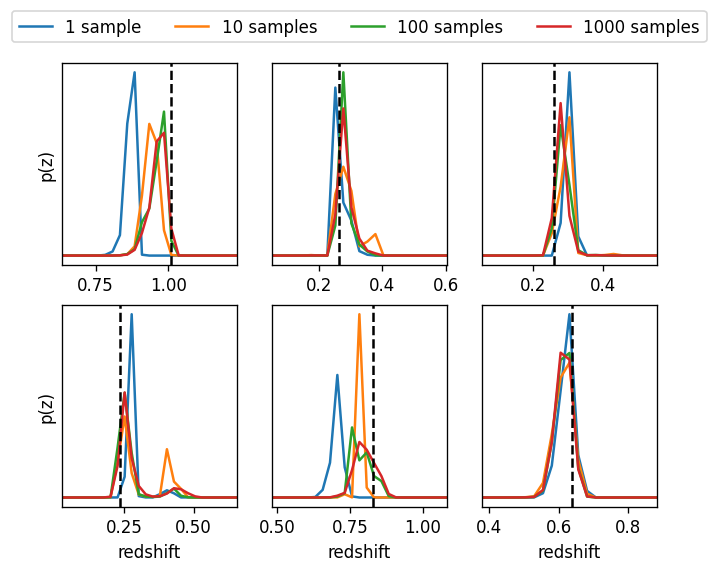 1 sample 10 samples 100 samples 1000 samples
p(z)
0.75 1.00
0.2 0.4 0.6
0.2 0.4
p(z)
0.25 0.50
0.50 0.75 1.00
0.4 0.6 0.8
redshift redshift redshift